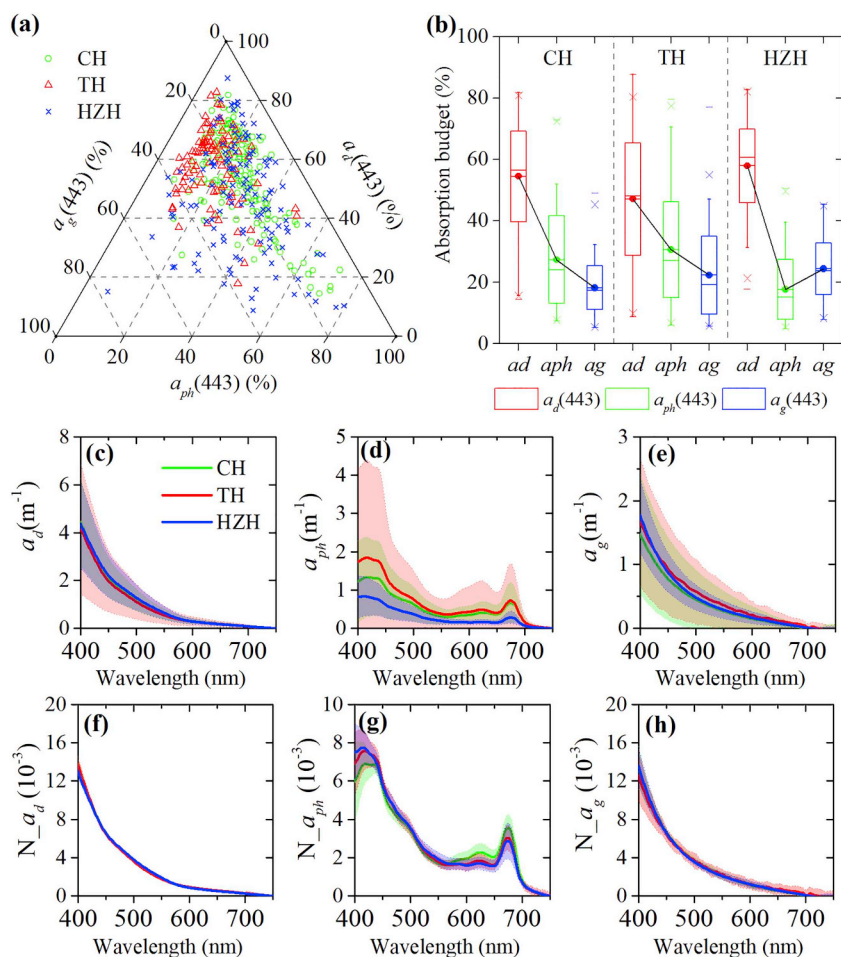 (a)
CH
TH
HZH
0
100
20
80
40
60
60
40
80
20
100
0
0
20
40
60
80
100
a_g(443) (%)
a_d(443) (%)
a_ph(443) (%)
(b)
Absorption budget (%)
100
80
60
40
20
0
CH TH HZH
ad aph ag ad aph ag ad aph ag
a_d(443) a_ph(443) a_g(443)
(c)
CH
TH
HZH
a_d(m⁻¹)
8
6
4
2
0
400 500 600 700
Wavelength (nm)
(d)
a_ph(m⁻¹)
5
4
3
2
1
0
400 500 600 700
Wavelength (nm)
(e)
a_g(m⁻¹)
3
2
1
0
400 500 600 700
Wavelength (nm)
(f)
N_a_d (10⁻³)
20
16
12
8
4
0
400 500 600 700
Wavelength (nm)
(g)
N_a_ph (10⁻³)
10
8
6
4
2
0
400 500 600 700
Wavelength (nm)
(h)
N_a_g (10⁻³)
20
16
12
8
4
0
400 500 600 700
Wavelength (nm)